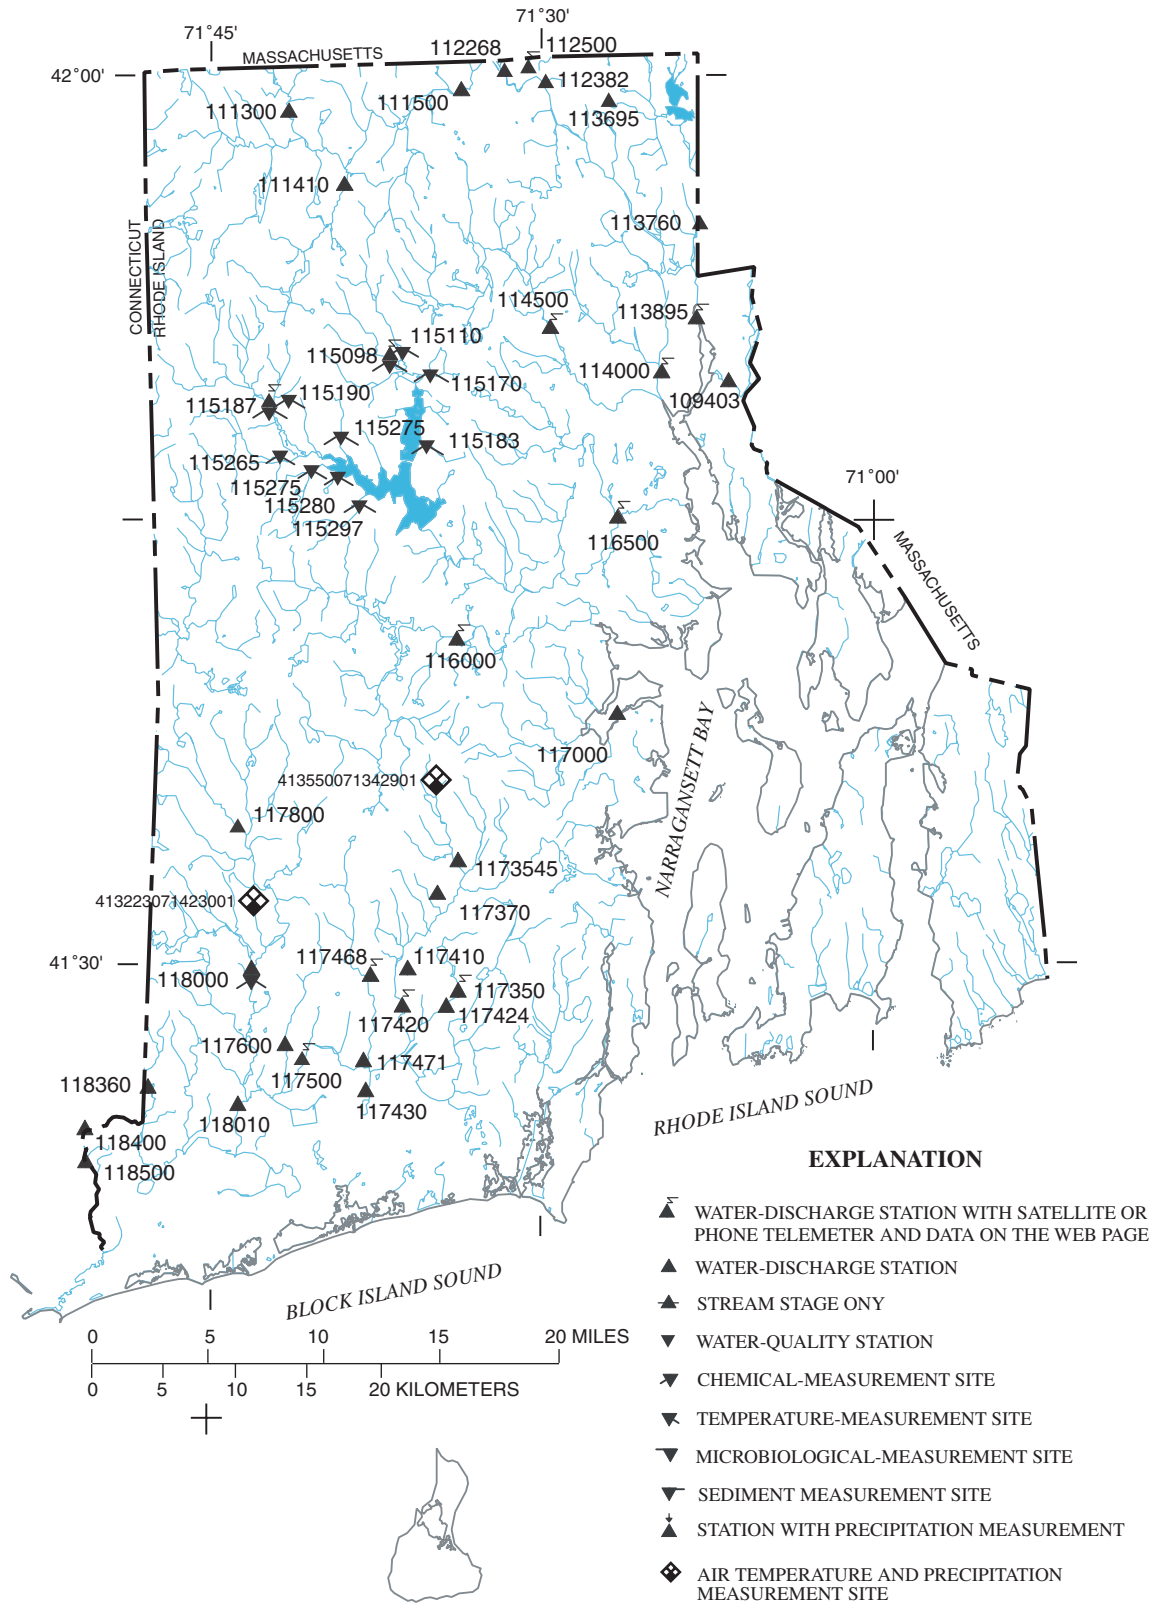 71°30'
71°45'
MASSACHUSETTS
112268
112500
42°00'
112382
111500
111300
113695
111410
113760
CONNECTICUT
RHODE ISLAND
114500
113895
115110
115098
114000
115170
109403
115190
115187
115275
115183
115265
115275
115280
115297
71°00'
116500
MASSACHUSETTS
116000
NARRAGANSETT BAY
117000
413550071342901
117800
1173545
413223071423001
117370
117468
117410
41°30'
118000
117350
117420
117424
117600
117471
117500
118360
117430
118010
118400
118500
RHODE ISLAND SOUND
BLOCK ISLAND SOUND
EXPLANATION
WATER-DISCHARGE STATION WITH SATELLITE OR
PHONE TELEMETER AND DATA ON THE WEB PAGE
WATER-DISCHARGE STATION
STREAM STAGE ONY
WATER-QUALITY STATION
CHEMICAL-MEASUREMENT SITE
TEMPERATURE-MEASUREMENT SITE
MICROBIOLOGICAL-MEASUREMENT SITE
SEDIMENT MEASUREMENT SITE
STATION WITH PRECIPITATION MEASUREMENT
AIR TEMPERATURE AND PRECIPITATION
MEASUREMENT SITE
0 5 10 15 20 MILES
0 5 10 15 20 KILOMETERS